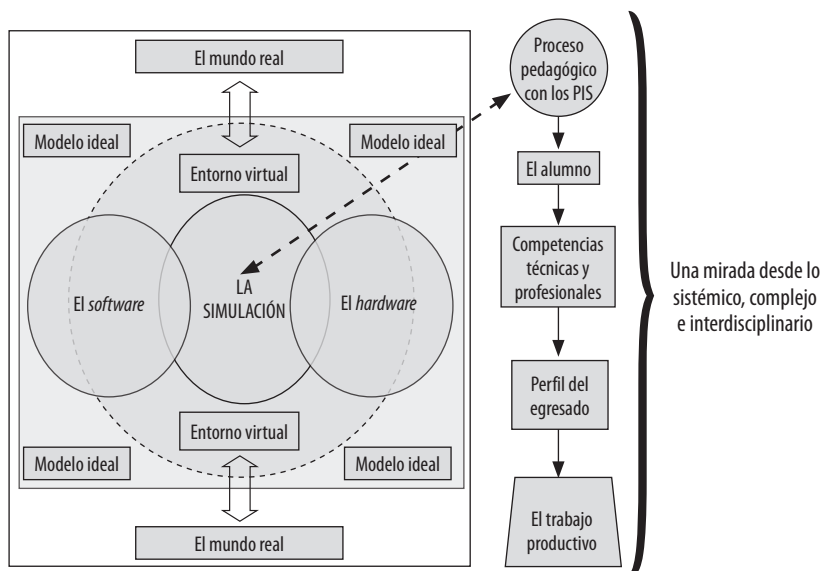 El mundo real
Modelo ideal
Modelo ideal
Entorno virtual
El software
LA
SIMULACIÓN
El hardware
Entorno virtual
Modelo ideal
Modelo ideal
El mundo real
Proceso
pedagógico
con los PIS
El alumno
Competencias
técnicas y
profesionales
Perfil del
egresado
El trabajo
productivo
Una mirada desde lo
sistémico, complejo
e interdisciplinario